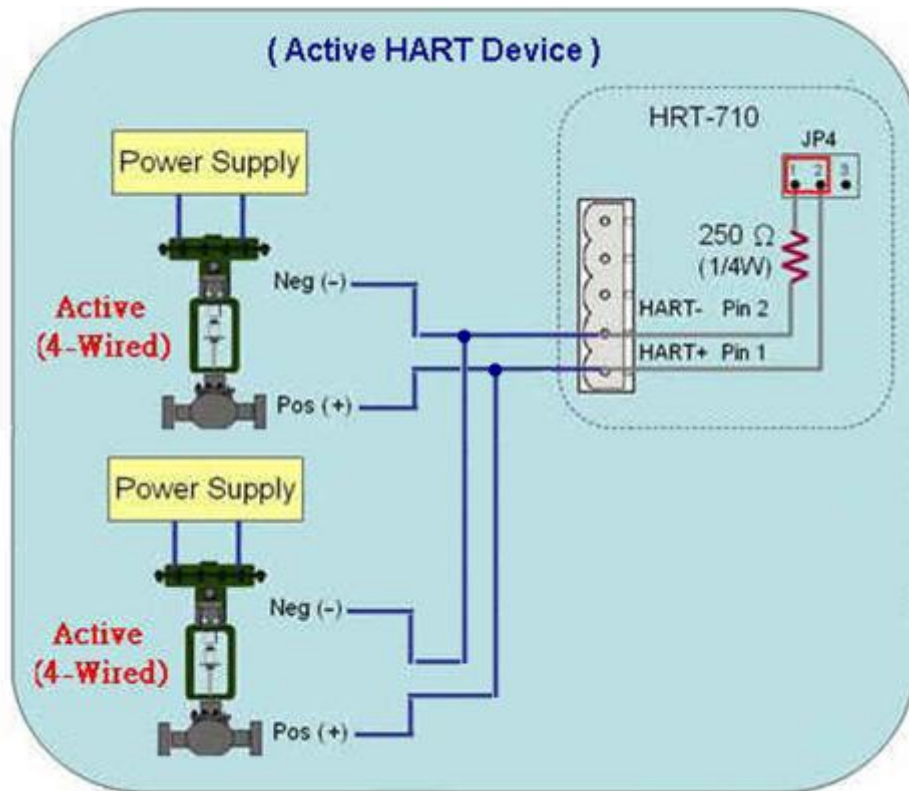 ( Active HART Device )
HRT-710
JP4
1 2 3
Power Supply
250 Ω
(1/4W)
Neg (-)
Active
(4-Wired)
HART- Pin 2
HART+ Pin 1
Pos (+)
Power Supply
Neg (-)
Active
(4-Wired)
Pos (+)